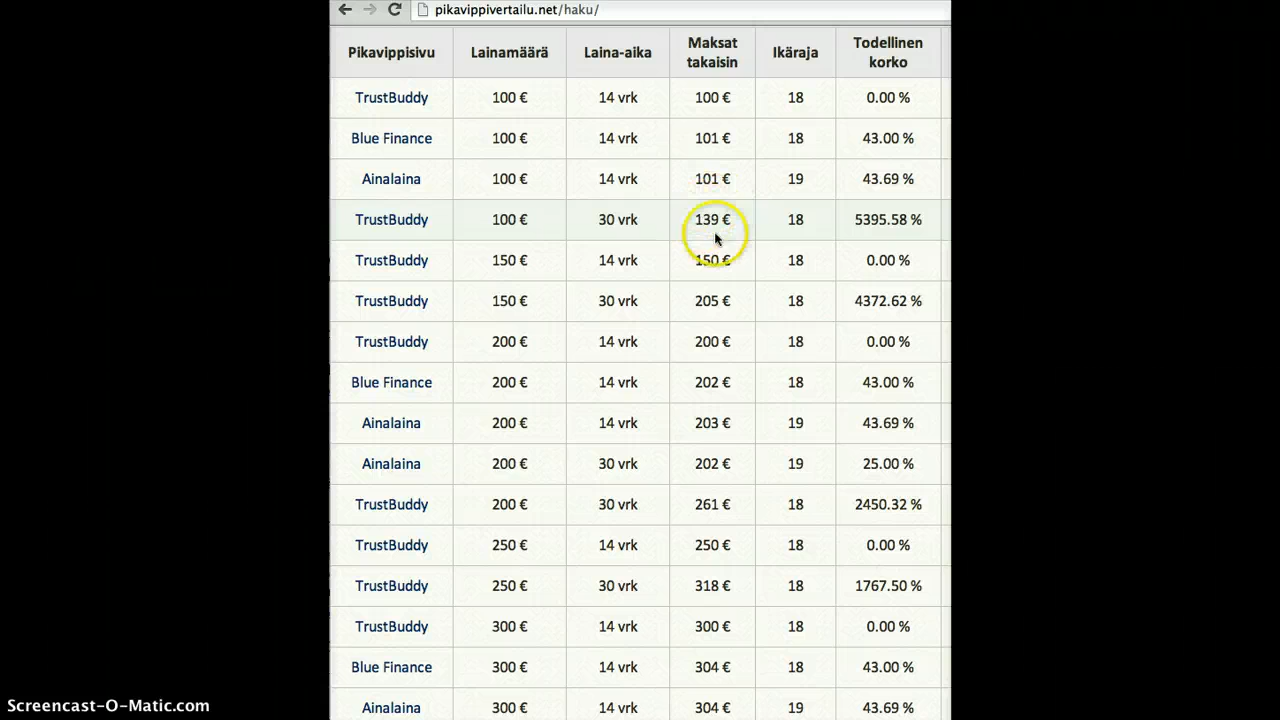 pikavippivertailu.net/haku/
Pikavippisivu Lainamäärä Laina-aika Maksat takaisin Ikäraja Todellinen korko
TrustBuddy 100 € 14 vrk 100 € 18 0.00 %
Blue Finance 100 € 14 vrk 101 € 18 43.00 %
Ainalaina 100 € 14 vrk 101 € 19 43.69 %
TrustBuddy 100 € 30 vrk 139 € 18 5395.58 %
TrustBuddy 150 € 14 vrk 150 € 18 0.00 %
TrustBuddy 150 € 30 vrk 205 € 18 4372.62 %
TrustBuddy 200 € 14 vrk 200 € 18 0.00 %
Blue Finance 200 € 14 vrk 202 € 18 43.00 %
Ainalaina 200 € 14 vrk 203 € 19 43.69 %
Ainalaina 200 € 30 vrk 202 € 19 25.00 %
TrustBuddy 200 € 30 vrk 261 € 18 2450.32 %
TrustBuddy 250 € 14 vrk 250 € 18 0.00 %
TrustBuddy 250 € 30 vrk 318 € 18 1767.50 %
TrustBuddy 300 € 14 vrk 300 € 18 0.00 %
Blue Finance 300 € 14 vrk 304 € 18 43.00 %
Ainalaina 300 € 14 vrk 304 € 19 43.69 %
Screencast-O-Matic.com